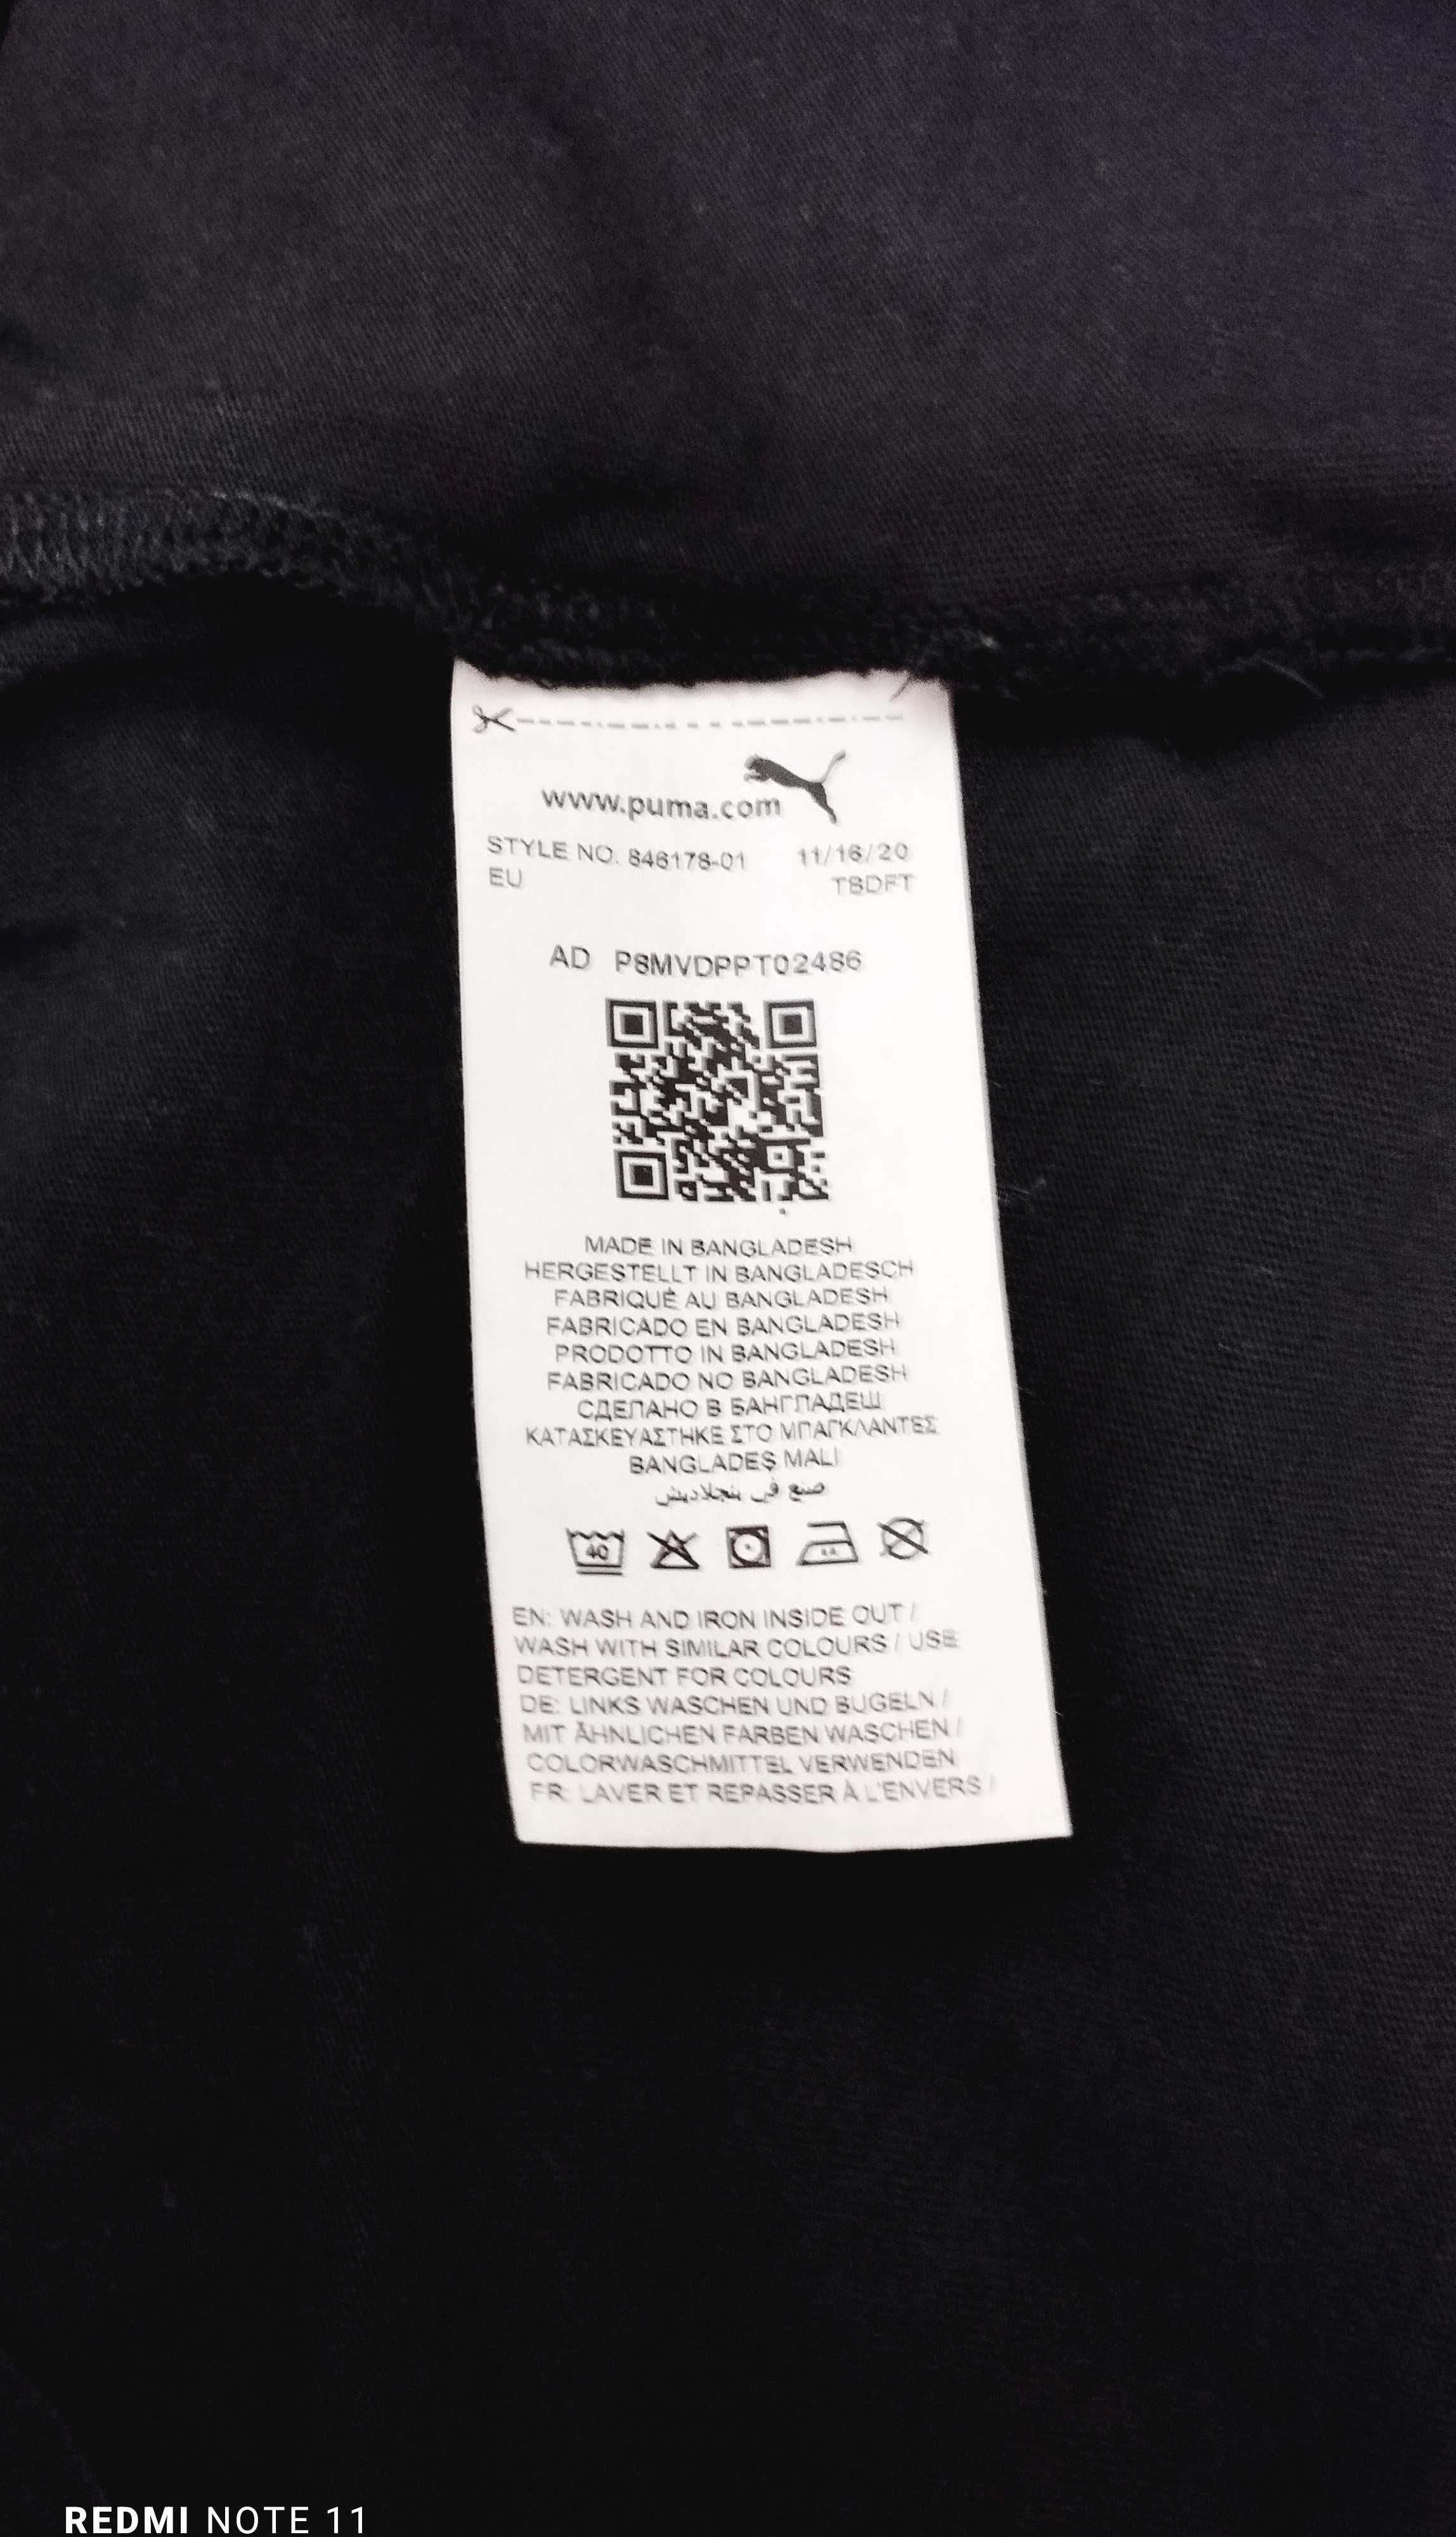 www.puma.com
STYLE NO. 846178-01 11/16/20
EU TSDFT
AD P8MVDPPT02486
MADE IN BANGLADESH
HERGESTELLT IN BANGLADESCH
FABRIQUÉ AU BANGLADESH
FABRICADO EN BANGLADESH
PRODOTTO IN BANGLADESH
FABRICADO NO BANGLADESH
СДЕЛАНО В БАНГЛАДЕШ
ΚΑΤΑΣΚΕΥΑΣΤΗΚΕ ΣΤΟ ΜΠΑΓΚΛΑΝΤΕΣ
BANGLADEŞ MALI
صنع في بنجلاديش
40
EN: WASH AND IRON INSIDE OUT /
WASH WITH SIMILAR COLOURS / USE
DETERGENT FOR COLOURS
DE: LINKS WASCHEN UND BÜGELN /
MIT ÄHNLICHEN FARBEN WASCHEN /
COLORWASCHMITTEL VERWENDEN
FR: LAVER ET REPASSER À L'ENVERS /
REDMI NOTE 11